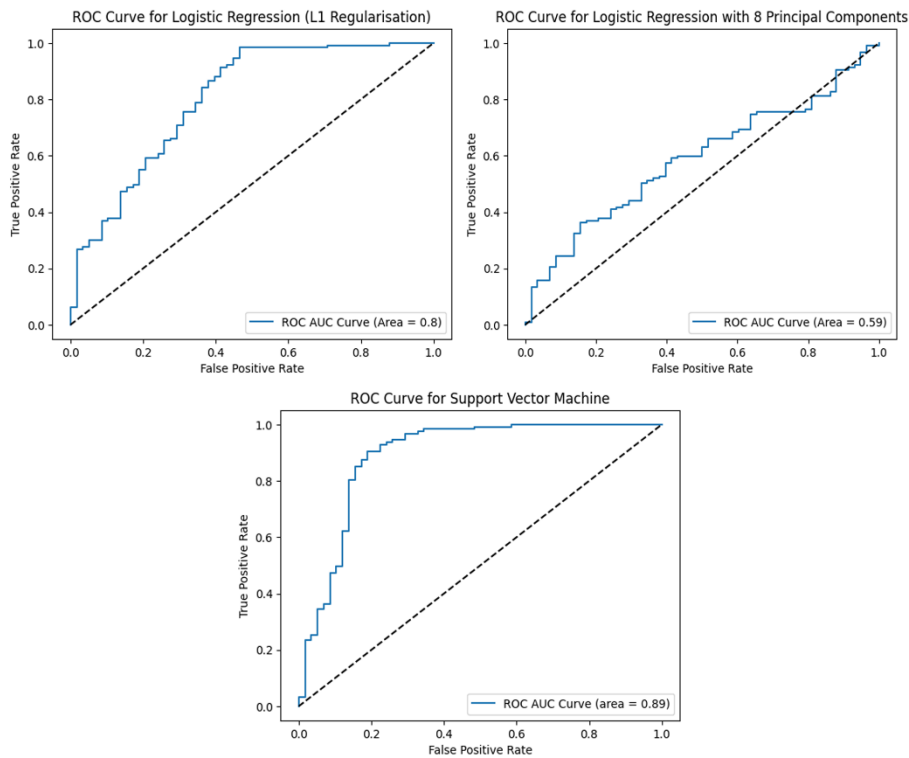 ROC Curve for Logistic Regression (L1 Regularisation)
1.0
0.8
0.6
0.4
0.2
0.0
True Positive Rate
ROC AUC Curve (Area = 0.8)
0.0 0.2 0.4 0.6 0.8 1.0
False Positive Rate
ROC Curve for Logistic Regression with 8 Principal Components
1.0
0.8
0.6
0.4
0.2
0.0
True Positive Rate
ROC AUC Curve (Area = 0.59)
0.0 0.2 0.4 0.6 0.8 1.0
False Positive Rate
ROC Curve for Support Vector Machine
1.0
0.8
0.6
0.4
0.2
0.0
True Positive Rate
ROC AUC Curve (area = 0.89)
0.0 0.2 0.4 0.6 0.8 1.0
False Positive Rate